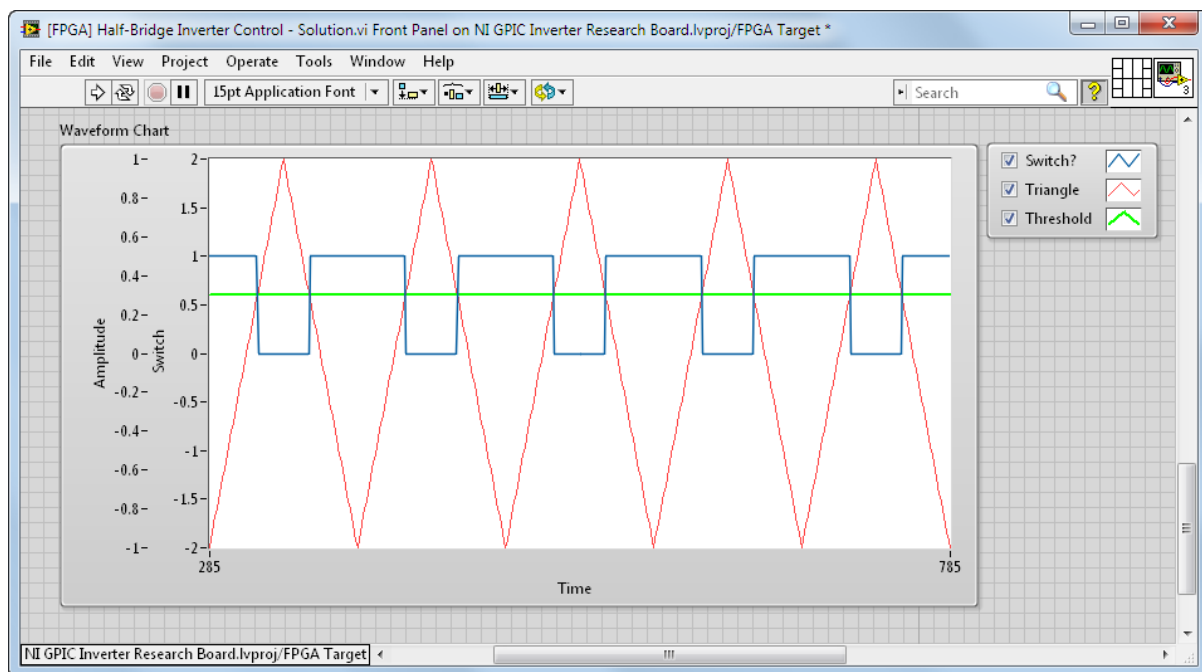 [FPGA] Half-Bridge Inverter Control - Solution.vi Front Panel on NI GPIC Inverter Research Board.lvproj/FPGA Target *
File Edit View Project Operate Tools Window Help
15pt Application Font
Search
3
Waveform Chart
Amplitude
1
0.8
0.6
0.4
0.2
0
-0.2
-0.4
-0.6
-0.8
-1
Switch
2
1.5
1
0.5
0
-0.5
-1
-1.5
-2
285
785
Time
Switch?
Triangle
Threshold
NI GPIC Inverter Research Board.lvproj/FPGA Target